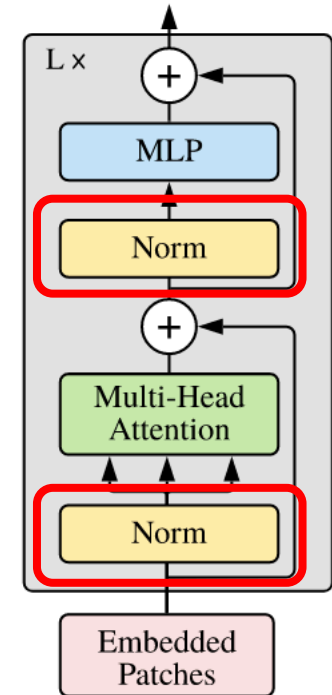 L ×
+
MLP
Norm
+
Multi-Head
Attention
Norm
Embedded
Patches